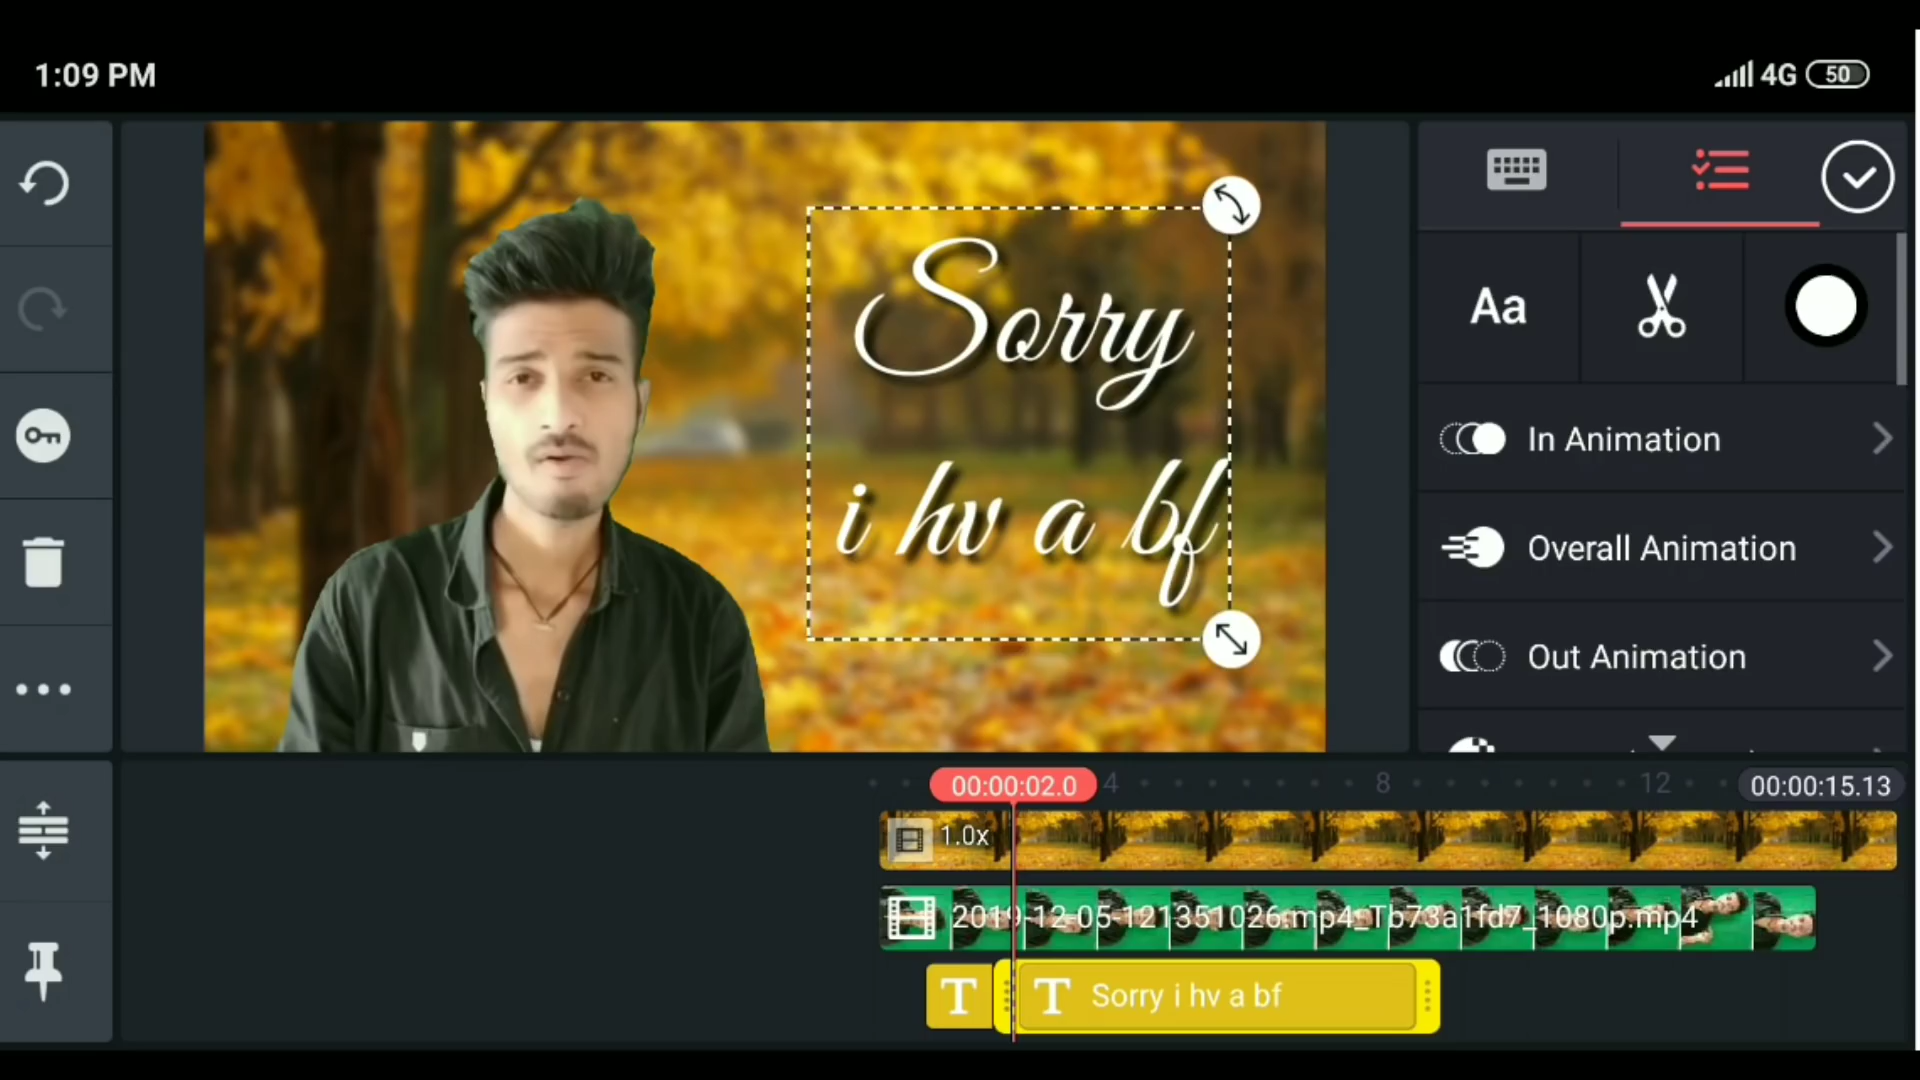 1:09 PM
4G 50
Sorry
i hv a bf
Aa
In Animation
Overall Animation
Out Animation
00:00:02.0 4 8 12 00:00:15.13
1.0x
2019-12-05-121351026.mp4_Tb73a1fd7_1080p.mp4
T T Sorry i hv a bf